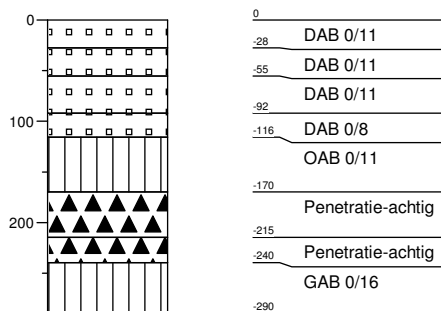 0
0
DAB 0/11
-28
DAB 0/11
-55
DAB 0/11
-92
100
-116
DAB 0/8
OAB 0/11
-170
Penetratie-achtig
200
-215
Penetratie-achtig
-240
GAB 0/16
-290